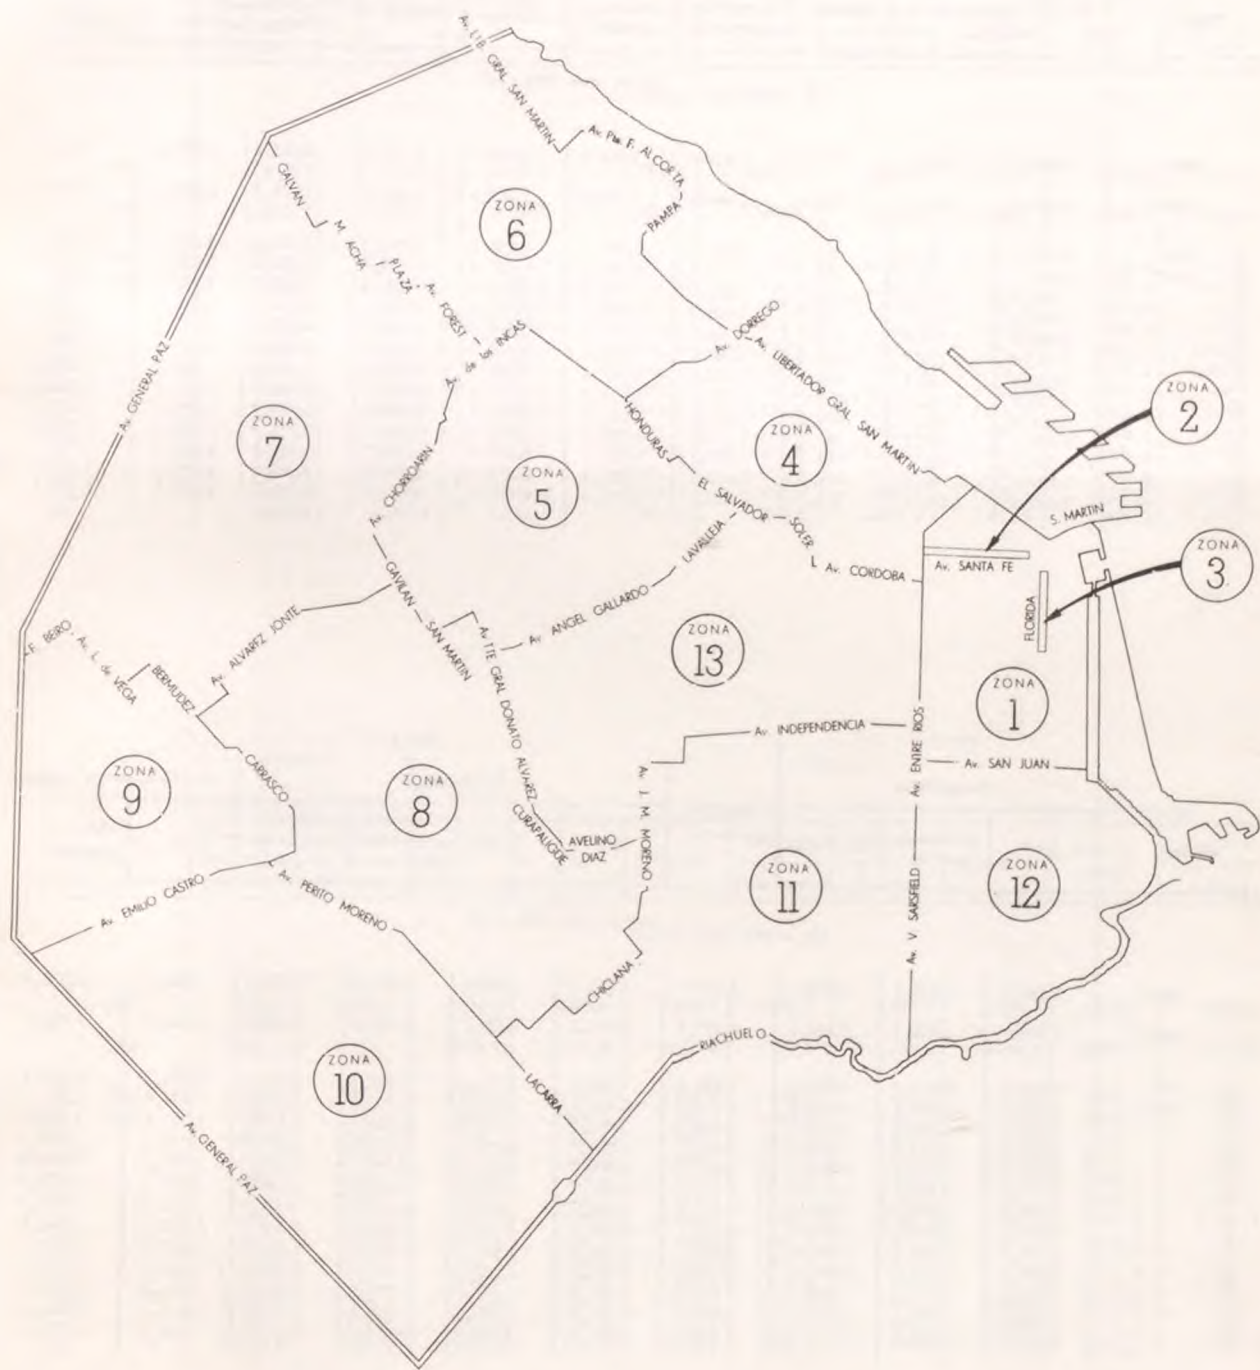 Av. LIB. GRAL SAN MARTIN
Av. Pte. F. ALCORTA
GALVAN
PAMPA
ZONA
6
M. ACHA
PLAZA
Av. FOREST
Av. de los INCAS
Av. DORREGO
Av. LIBERTADOR GRAL SAN MARTIN
Av. GENERAL PAZ
ZONA
2
ZONA
7
HONDURAS
ZONA
4
Av. CHORROARIN
ZONA
5
EL SALVADOR
SOLER
S. MARTIN
LAVALLEJA
Av. CORDOBA
Av. SANTA FE
ZONA
3
GAVILAN
Av. ANGEL GALLARDO
FLORIDA
F. BEIRO
Av. L. de VEGA
BERMUDEZ
Av. ALVAREZ JONTE
SAN MARTIN
Av. TTE GRAL DONATO ALVAREZ
ZONA
13
ZONA
1
Av. INDEPENDENCIA
Av. ENTRE RIOS
Av. SAN JUAN
ZONA
9
CARRASCO
ZONA
8
CURAPALIGUE
AVELINO
DIAZ
Av. J. M. MORENO
ZONA
11
ZONA
12
Av. V. SARSFIELD
Av. EMILIO CASTRO
Av. PERITO MORENO
CHICLANA
RIACHUELO
ZONA
10
LACARRA
Av. GENERAL PAZ